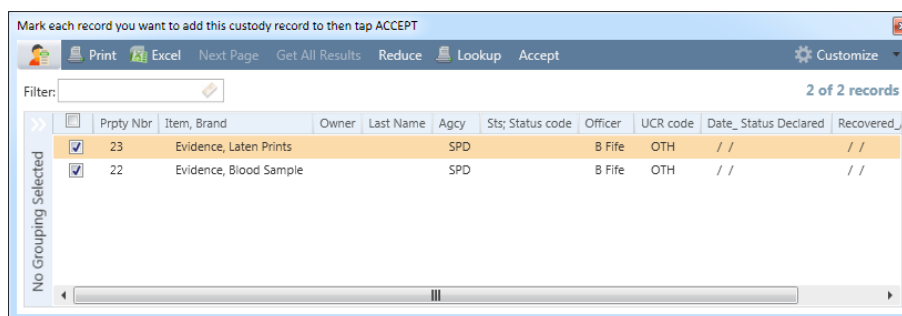 Mark each record you want to add this custody record to then tap ACCEPT
Print Excel Next Page Get All Results Reduce Lookup Accept Customize
Filter: 2 of 2 records
Prpty Nbr Item, Brand Owner Last Name Agcy Sts; Status code Officer UCR code Date_ Status Declared Recovered_
23 Evidence, Laten Prints SPD B Fife OTH / / / /
22 Evidence, Blood Sample SPD B Fife OTH / / / /
No Grouping Selected